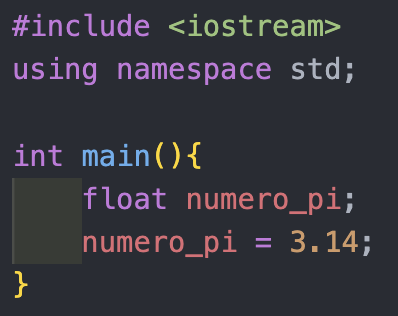 #include <iostream>
using namespace std;

int main(){
    float numero_pi;
    numero_pi = 3.14;
}